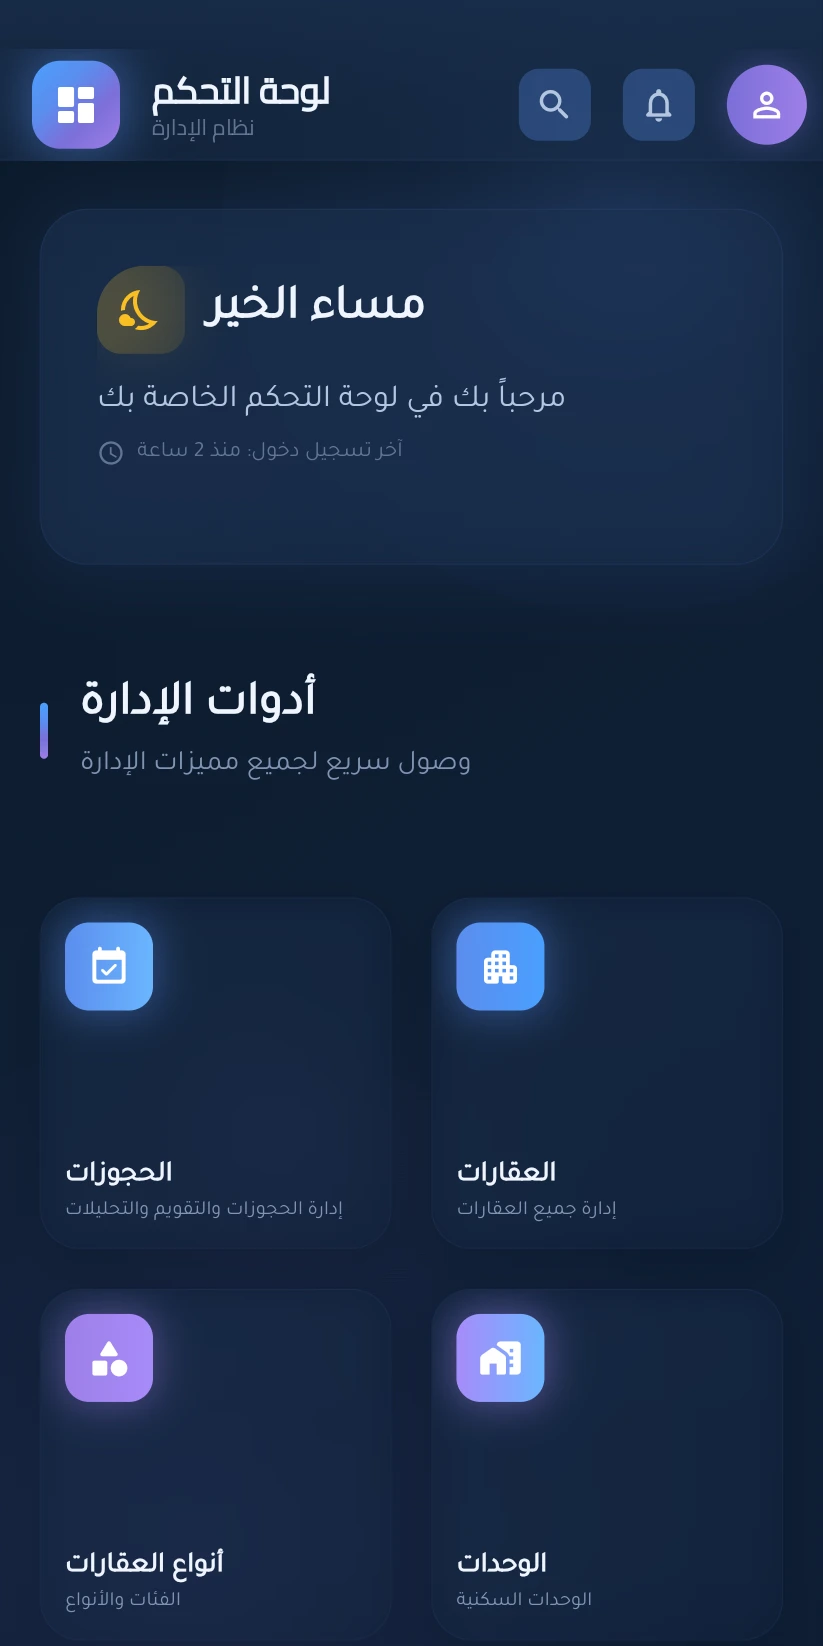 لوحة التحكم
نظام الإدارة
مساء الخير
مرحباً بك في لوحة التحكم الخاصة بك
آخر تسجيل دخول: منذ 2 ساعة
أدوات الإدارة
وصول سريع لجميع مميزات الإدارة
العقارات
إدارة جميع العقارات
الحجوزات
إدارة الحجوزات والتقويم والتحليلات
الوحدات
الوحدات السكنية
أنواع العقارات
الفئات والأنواع